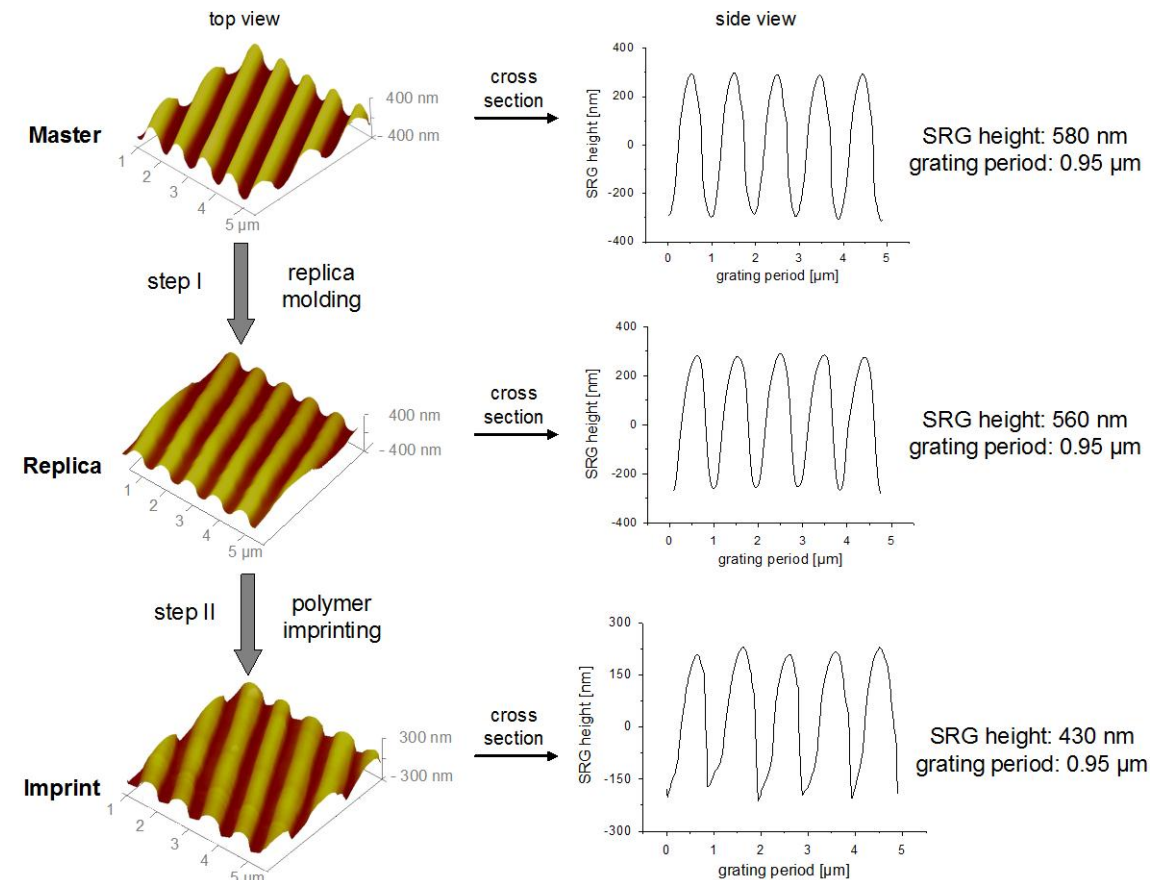 top view
side view
Master
400 nm
- 400 nm
1
2
3
4
5 µm
cross
section
SRG height [nm]
400
200
0
-200
-400
0
1
2
3
4
5
grating period [µm]
SRG height: 580 nm
grating period: 0.95 µm
step I
replica
molding
Replica
400 nm
- 400 nm
1
2
3
4
5 µm
cross
section
SRG height [nm]
400
200
0
-200
-400
0
1
2
3
4
5
grating period [µm]
SRG height: 560 nm
grating period: 0.95 µm
step II
polymer
imprinting
Imprint
300 nm
- 300 nm
1
2
3
4
5 µm
cross
section
SRG height [nm]
300
150
0
-150
-300
0
1
2
3
4
5
grating period [µm]
SRG height: 430 nm
grating period: 0.95 µm